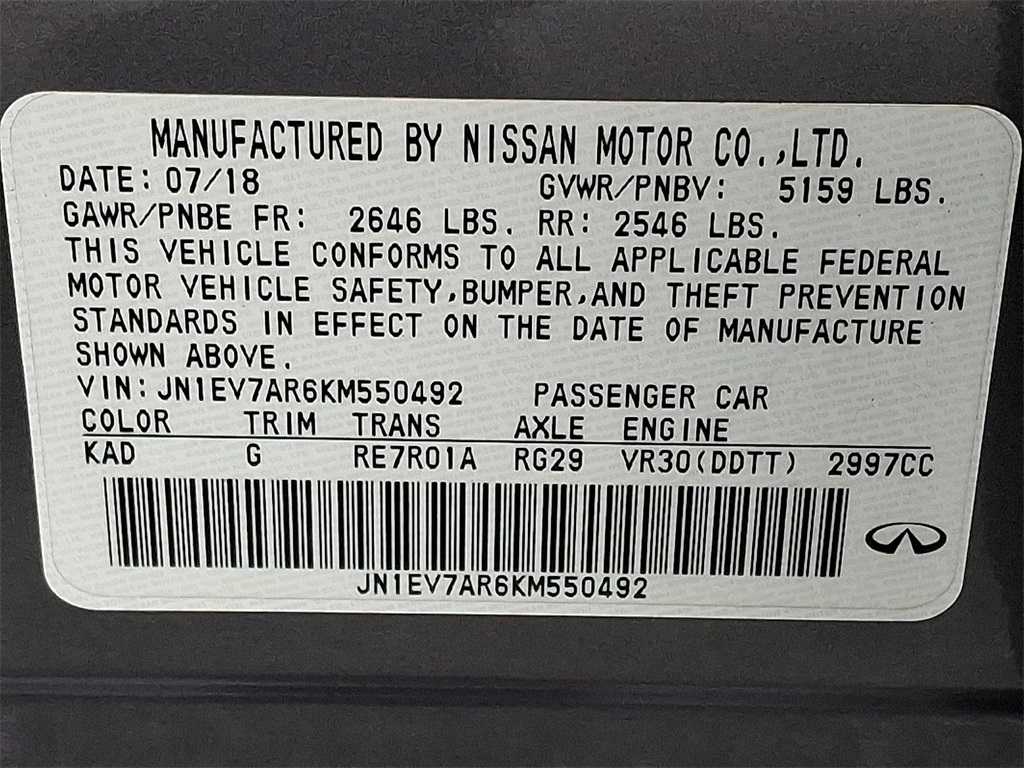 MANUFACTURED BY NISSAN MOTOR CO.,LTD.
DATE: 07/18 GVWR/PNBV: 5159 LBS.
GAWR/PNBE FR: 2646 LBS. RR: 2546 LBS.
THIS VEHICLE CONFORMS TO ALL APPLICABLE FEDERAL
MOTOR VEHICLE SAFETY,BUMPER,AND THEFT PREVENTION
STANDARDS IN EFFECT ON THE DATE OF MANUFACTURE
SHOWN ABOVE.
VIN:JN1EV7AR6KM550492 PASSENGER CAR
COLOR TRIM TRANS AXLE ENGINE
KAD G RE7R01A RG29 VR30(DDTT) 2997CC
JN1EV7AR6KM550492